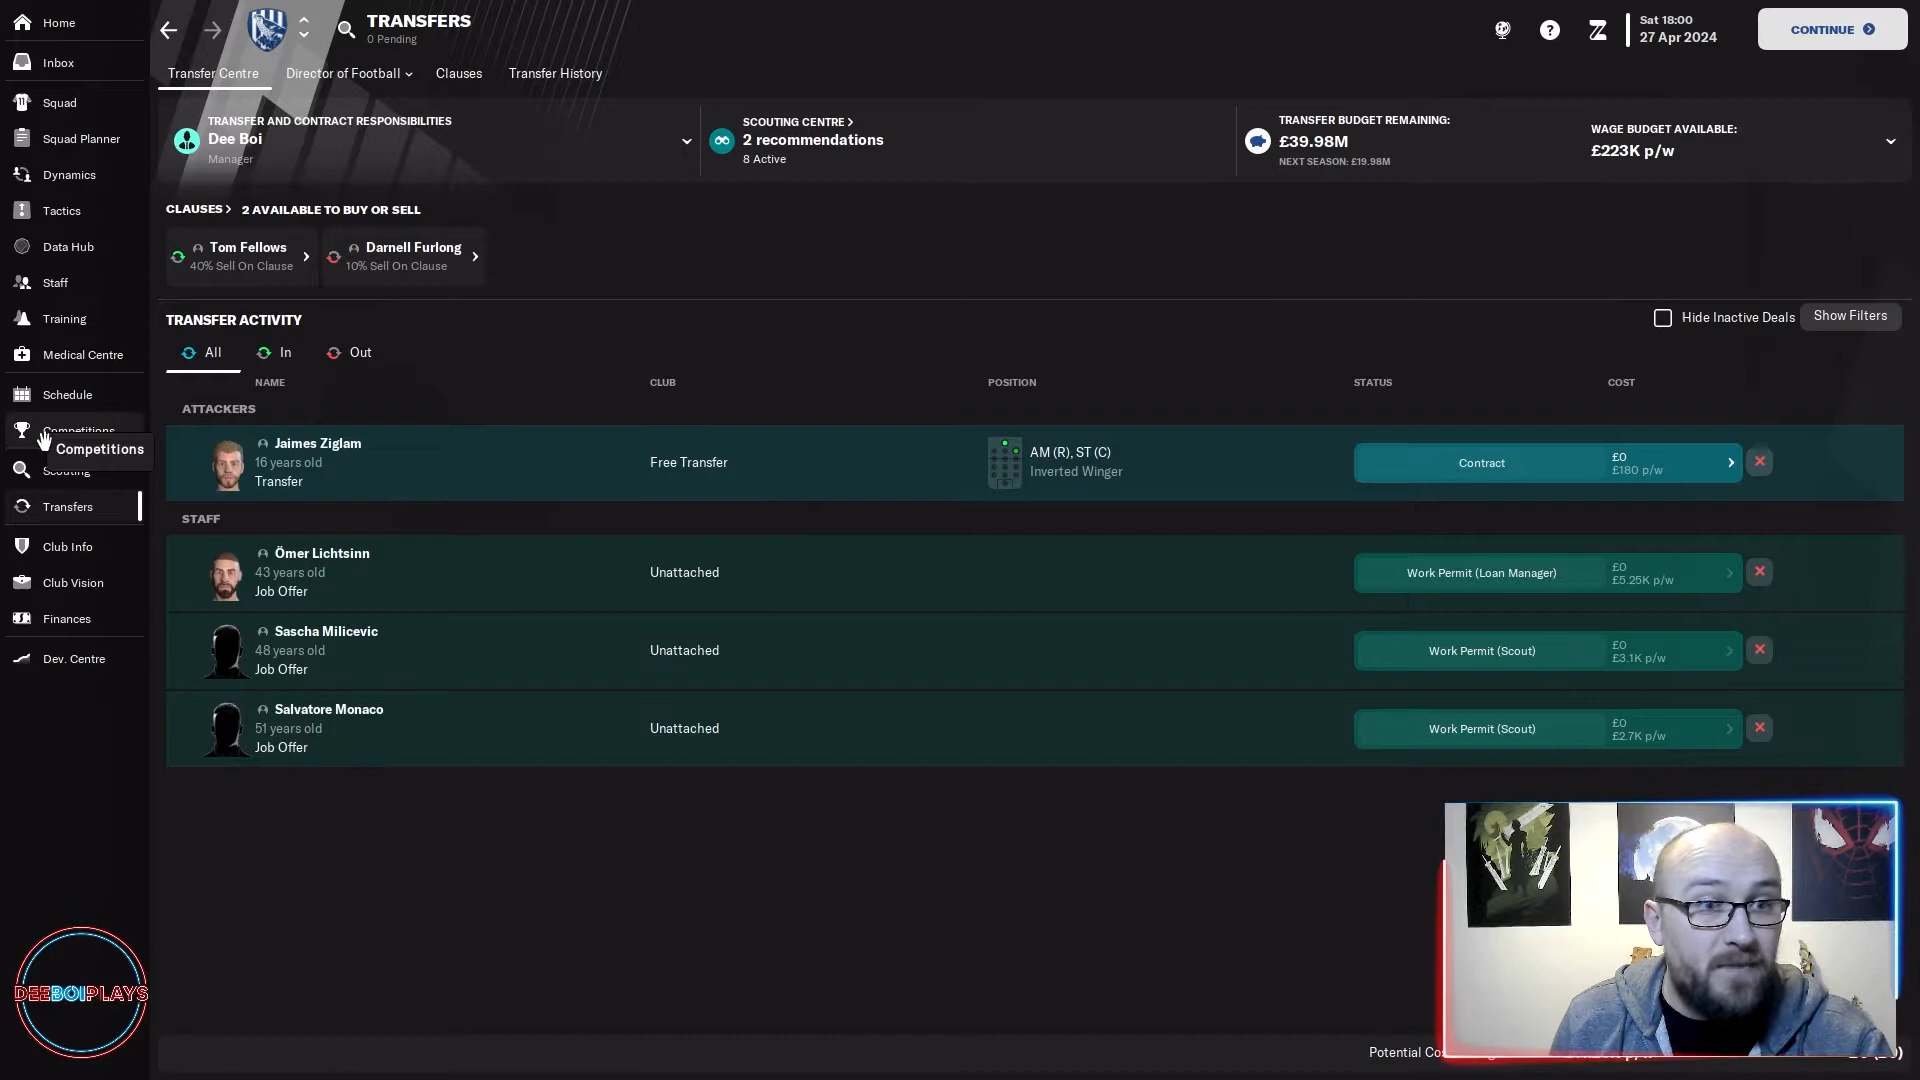 Home
Inbox
Squad
Squad Planner
Dynamics
Tactics
Data Hub
Staff
Training
Medical Centre
Schedule
Competitions
Competitions
Scouting
Transfers
Club Info
Club Vision
Finances
Dev. Centre
DEEBOIPLAYS
TRANSFERS
0 Pending
Sat 18:00
27 Apr 2024
CONTINUE
Transfer Centre
Director of Football
Clauses
Transfer History
TRANSFER AND CONTRACT RESPONSIBILITIES
Dee Boi
Manager
SCOUTING CENTRE >
2 recommendations
8 Active
TRANSFER BUDGET REMAINING:
£39.98M
NEXT SEASON: £19.98M
WAGE BUDGET AVAILABLE:
£223K p/w
CLAUSES > 2 AVAILABLE TO BUY OR SELL
Tom Fellows
40% Sell On Clause
Darnell Furlong
10% Sell On Clause
TRANSFER ACTIVITY
Hide Inactive Deals
Show Filters
All
In
Out
NAME CLUB POSITION STATUS COST
ATTACKERS
Jaimes Ziglam
16 years old
Transfer
Free Transfer
AM (R), ST (C)
Inverted Winger
Contract
£0
£180 p/w
STAFF
Ömer Lichtsinn
43 years old
Job Offer
Unattached
Work Permit (Loan Manager)
£0
£5.25K p/w
Sascha Milicevic
48 years old
Job Offer
Unattached
Work Permit (Scout)
£0
£3.1K p/w
Salvatore Monaco
51 years old
Job Offer
Unattached
Work Permit (Scout)
£0
£2.7K p/w
Potential